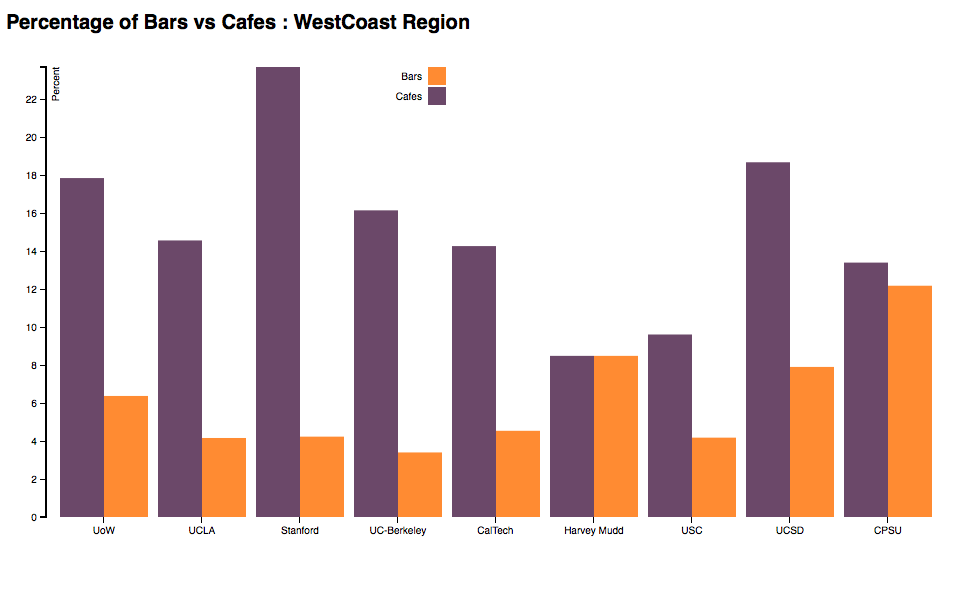 Percentage of Bars vs Cafes : WestCoast Region
Percent
Bars
Cafes
22
20
18
16
14
12
10
8
6
4
2
0
UoW UCLA Stanford UC-Berkeley CalTech Harvey Mudd USC UCSD CPSU